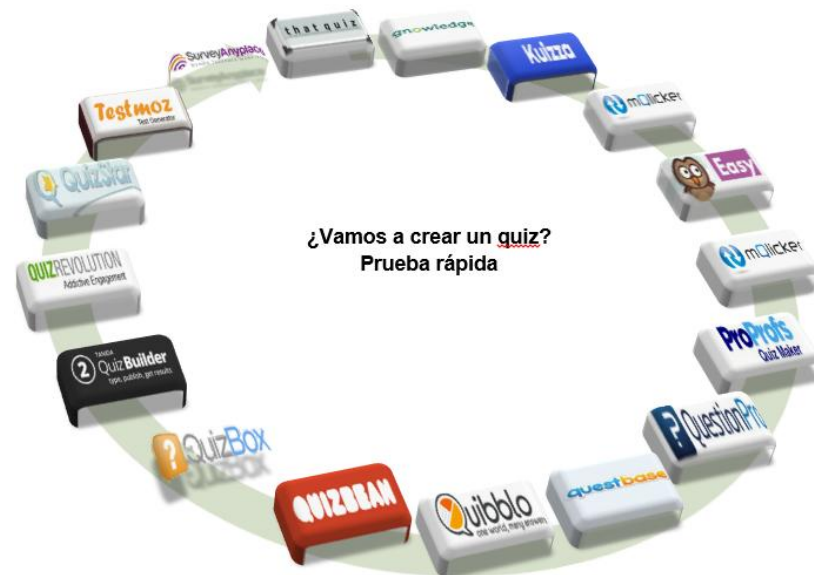 that quiz
gnowledge
Kuizza
mQlicker
Easy
mQlicker
ProProfs
Quiz Maker
? QuestionPro
questbase
Quibblo
one world, many answers
QUIZBEAN
? QuizBox
2 TANIDA
QuizBuilder
type, publish, get results
QUIZREVOLUTION
Addictive Engagement
QuizStar
Testmoz
Test Generator
SurveyAnyplace
¿Vamos a crear un quiz?
Prueba rápida